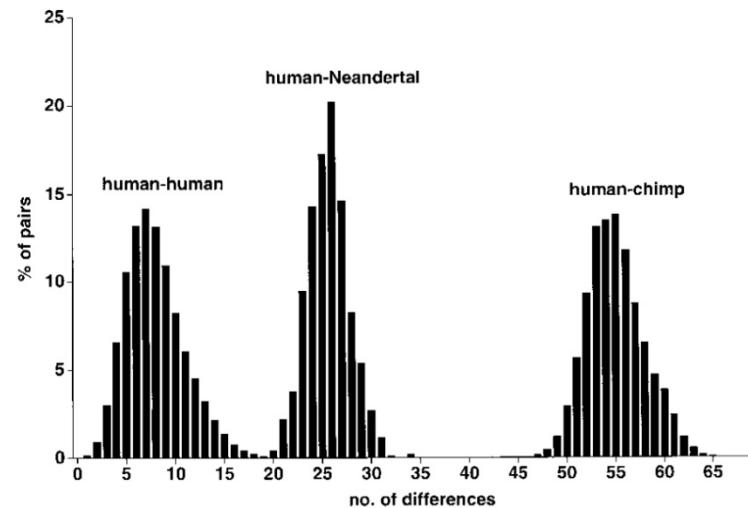 25
human-Neandertal
20
human-human
human-chimp
15
% of pairs
10
5
0
0 5 10 15 20 25 30 35 40 45 50 55 60 65
no. of differences